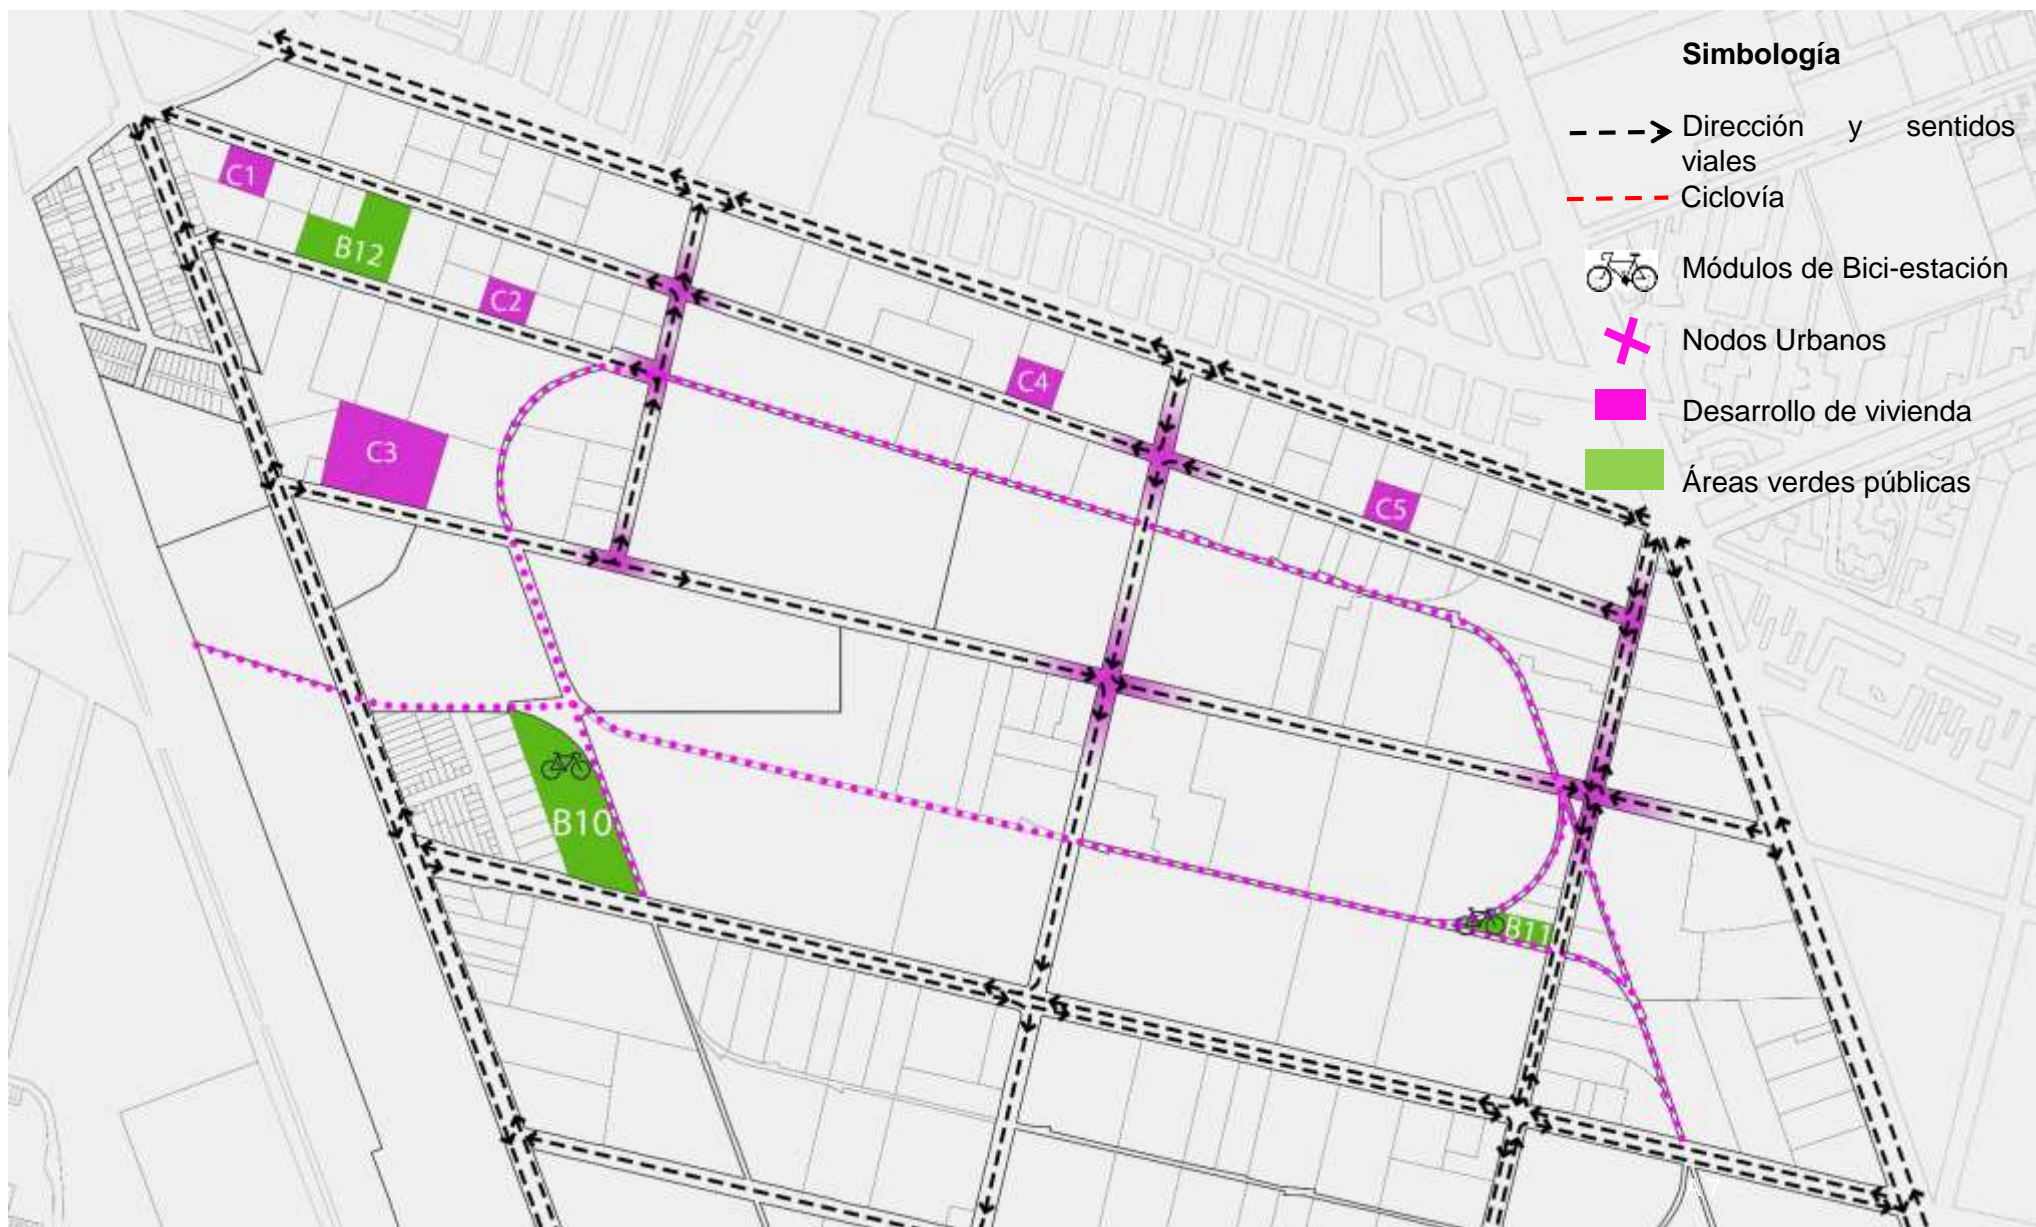 Simbología
Dirección y sentidos
viales
Ciclovía
Módulos de Bici-estación
Nodos Urbanos
Desarrollo de vivienda
Áreas verdes públicas
C1
B12
C2
C4
C3
C5
B10
B11